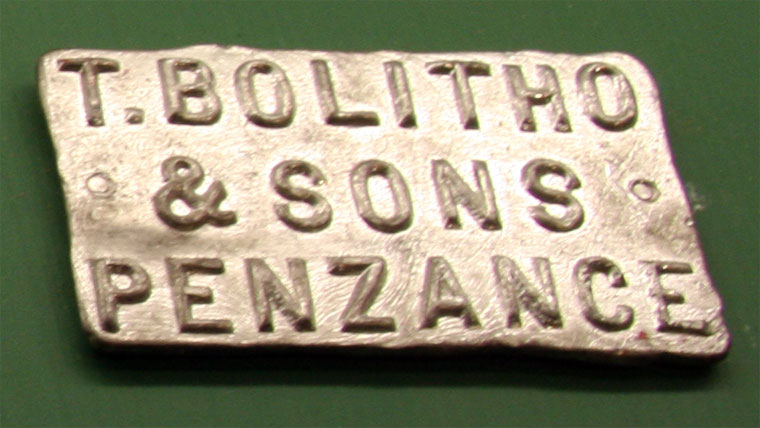 T. BOLITHO
& SONS
PENZANCE